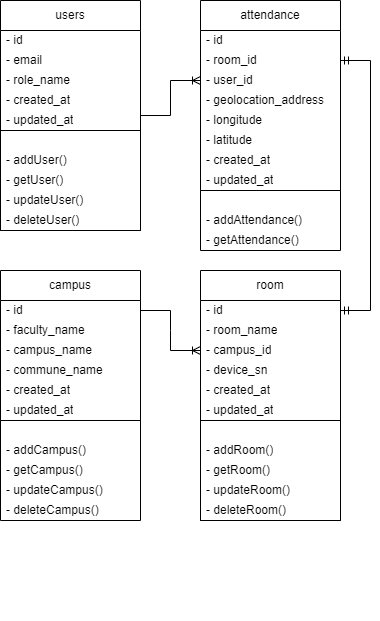 users
- id
- email
- role_name
- created_at
- updated_at
- addUser()
- getUser()
- updateUser()
- deleteUser()
attendance
- id
- room_id
- user_id
- geolocation_address
- longitude
- latitude
- created_at
- updated_at
- addAttendance()
- getAttendance()
campus
- id
- faculty_name
- campus_name
- commune_name
- created_at
- updated_at
- addCampus()
- getCampus()
- updateCampus()
- deleteCampus()
room
- id
- room_name
- campus_id
- device_sn
- created_at
- updated_at
- addRoom()
- getRoom()
- updateRoom()
- deleteRoom()